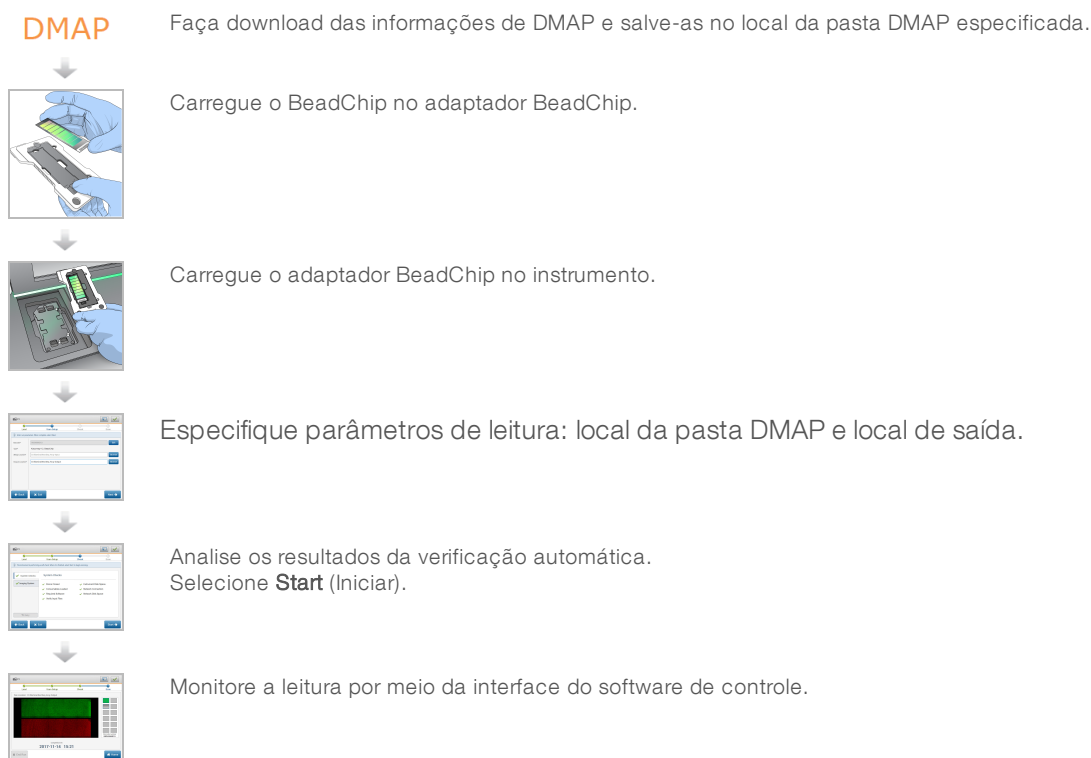 DMAP
Faça download das informações de DMAP e salve-as no local da pasta DMAP especificada.
Carregue o BeadChip no adaptador BeadChip.
Carregue o adaptador BeadChip no instrumento.
Especifique parâmetros de leitura: local da pasta DMAP e local de saída.
Analise os resultados da verificação automática.
Selecione Start (Iniciar).
Monitore a leitura por meio da interface do software de controle.